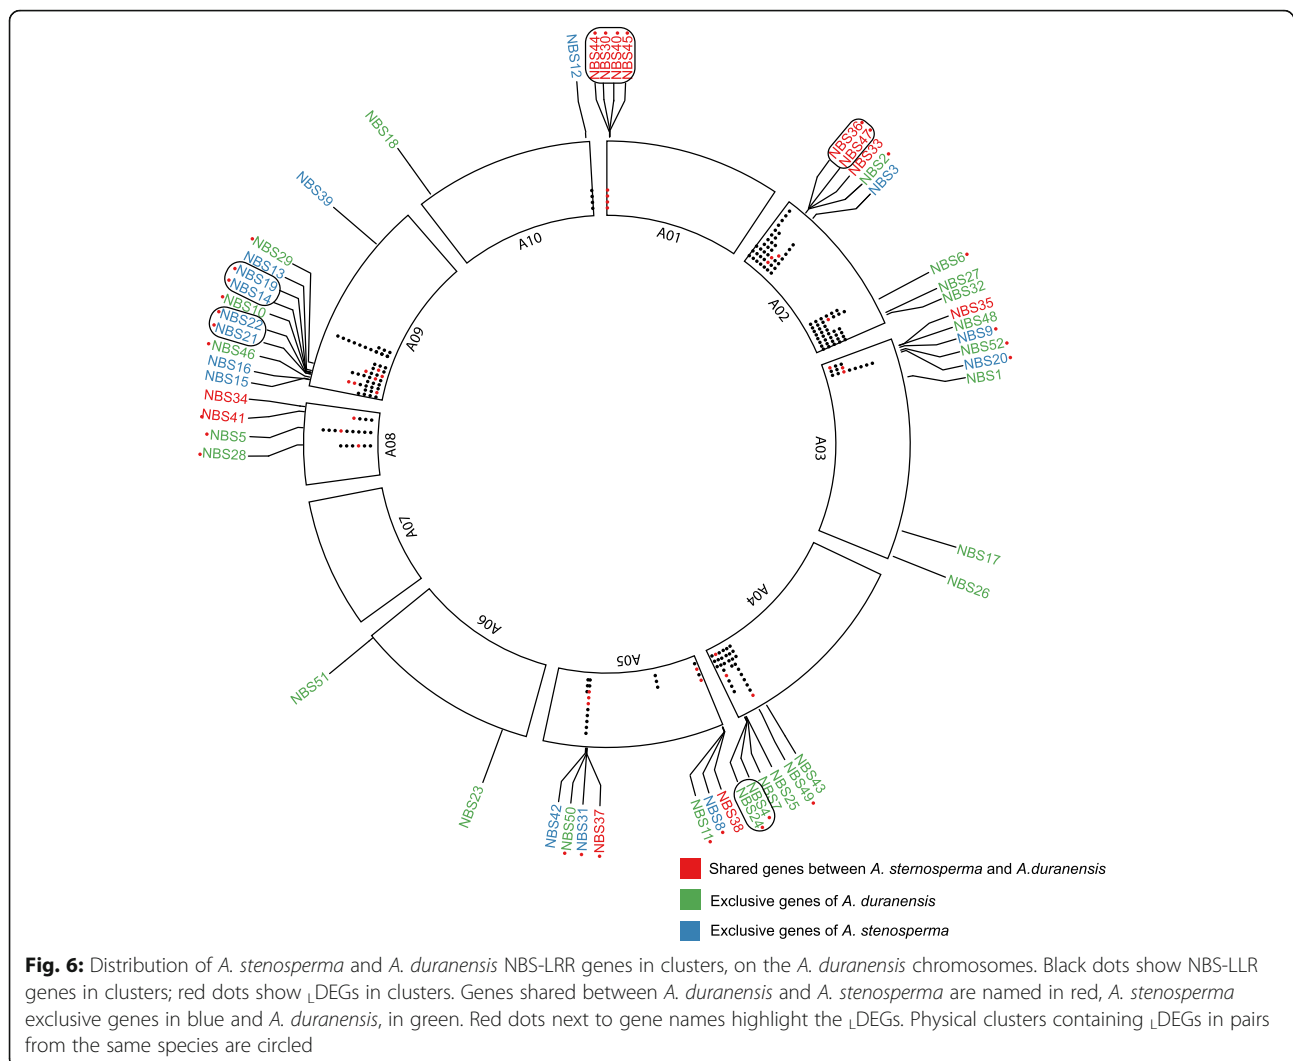 NBS12
NBS44
NBS30
NBS40
NBS45
NBS36
NBS47
NBS33
NBS2
NBS3
NBS18
NBS39
NBS29
NBS13
NBS19
NBS14
NBS10
NBS22
NBS21
NBS46
NBS16
NBS15
NBS34
NBS41
NBS5
NBS28
NBS6
NBS27
NBS32
NBS35
NBS48
NBS9
NBS52
NBS20
NBS1
NBS17
NBS26
A01
A02
A03
A04
A05
A06
A07
A08
A09
A10
NBS51
NBS23
NBS42
NBS50
NBS31
NBS37
NBS11
NBS8
NBS38
NBS24
NBS4
NBS7
NBS25
NBS49
NBS43
Shared genes between A. sternosperma and A.duranensis
Exclusive genes of A. duranensis
Exclusive genes of A. stenosperma
Fig. 6: Distribution of A. stenosperma and A. duranensis NBS-LRR genes in clusters, on the A. duranensis chromosomes. Black dots show NBS-LLR
genes in clusters; red dots show LDEGs in clusters. Genes shared between A. duranensis and A. stenosperma are named in red, A. stenosperma
exclusive genes in blue and A. duranensis, in green. Red dots next to gene names highlight the LDEGs. Physical clusters containing LDEGs in pairs
from the same species are circled